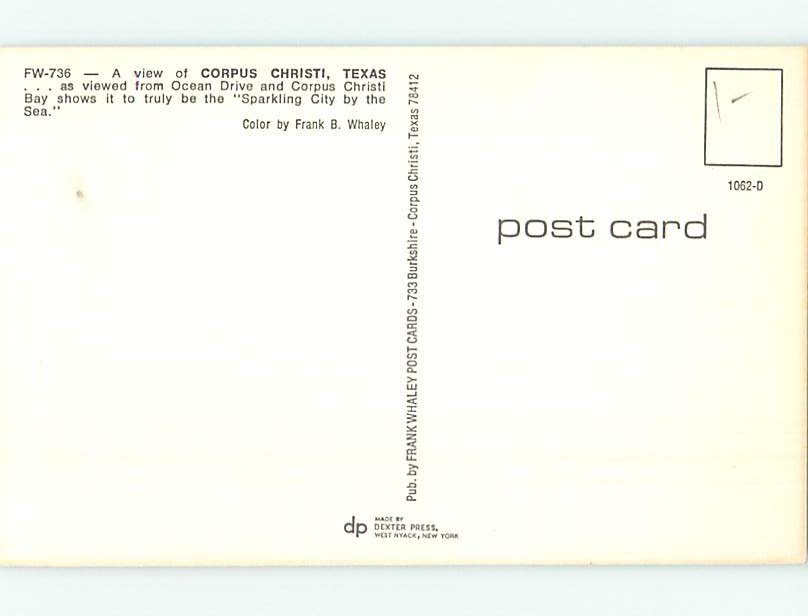 FW-736 — A view of CORPUS CHRISTI, TEXAS
. . . as viewed from Ocean Drive and Corpus Christi
Bay shows it to truly be the "Sparkling City by the
Sea."
Color by Frank B. Whaley
Pub. by FRANK WHALEY POST CARDS - 733 Burkshire - Corpus Christi, Texas 78412
1062-D
post card
dp
MADE BY
DEXTER PRESS,
WEST NYACK, NEW YORK